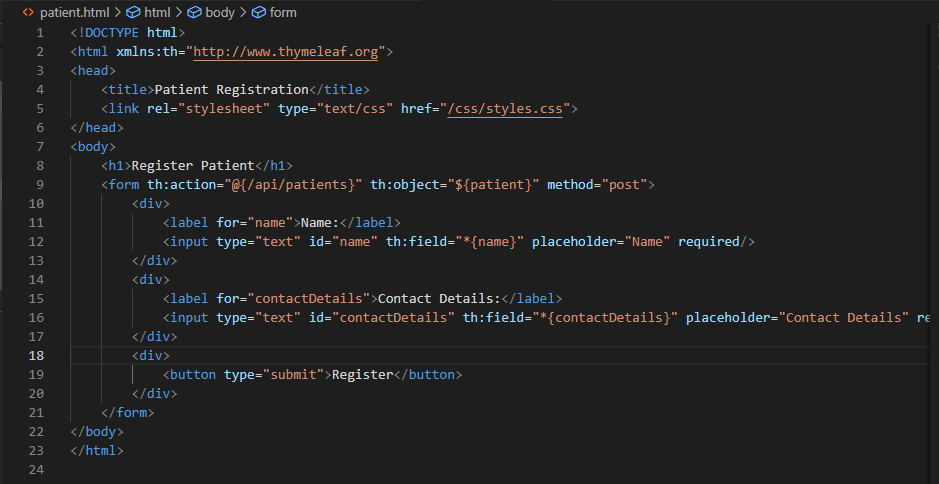 patient.html > html > body > form
1 <!DOCTYPE html>
2 <html xmlns:th="http://www.thymeleaf.org">
3 <head>
4     <title>Patient Registration</title>
5     <link rel="stylesheet" type="text/css" href="/css/styles.css">
6 </head>
7 <body>
8     <h1>Register Patient</h1>
9     <form th:action="@{/api/patients}" th:object="${patient}" method="post">
10         <div>
11             <label for="name">Name:</label>
12             <input type="text" id="name" th:field="*{name}" placeholder="Name" required/>
13         </div>
14         <div>
15             <label for="contactDetails">Contact Details:</label>
16             <input type="text" id="contactDetails" th:field="*{contactDetails}" placeholder="Contact Details" re
17         </div>
18         <div>
19             <button type="submit">Register</button>
20         </div>
21     </form>
22 </body>
23 </html>
24